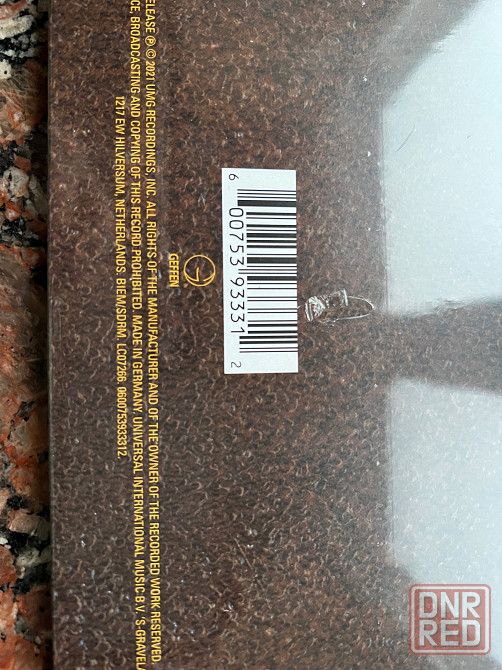 ELEASE ℗ © 2021 UMG RECORDINGS, INC. ALL RIGHTS OF THE MANUFACTURER AND OF THE OWNER OF THE RECORDED WORK RESERVED.
CE, BROADCASTING AND COPYING OF THIS RECORD PROHIBITED. MADE IN GERMANY. UNIVERSAL INTERNATIONAL MUSIC B.V. 'S-GRAVEL
1217 EW HILVERSUM, NETHERLANDS. BIEM/SDRM. LC07266. 0600753933312.
GEFFEN
6 00753 93331 2
DNR
RED